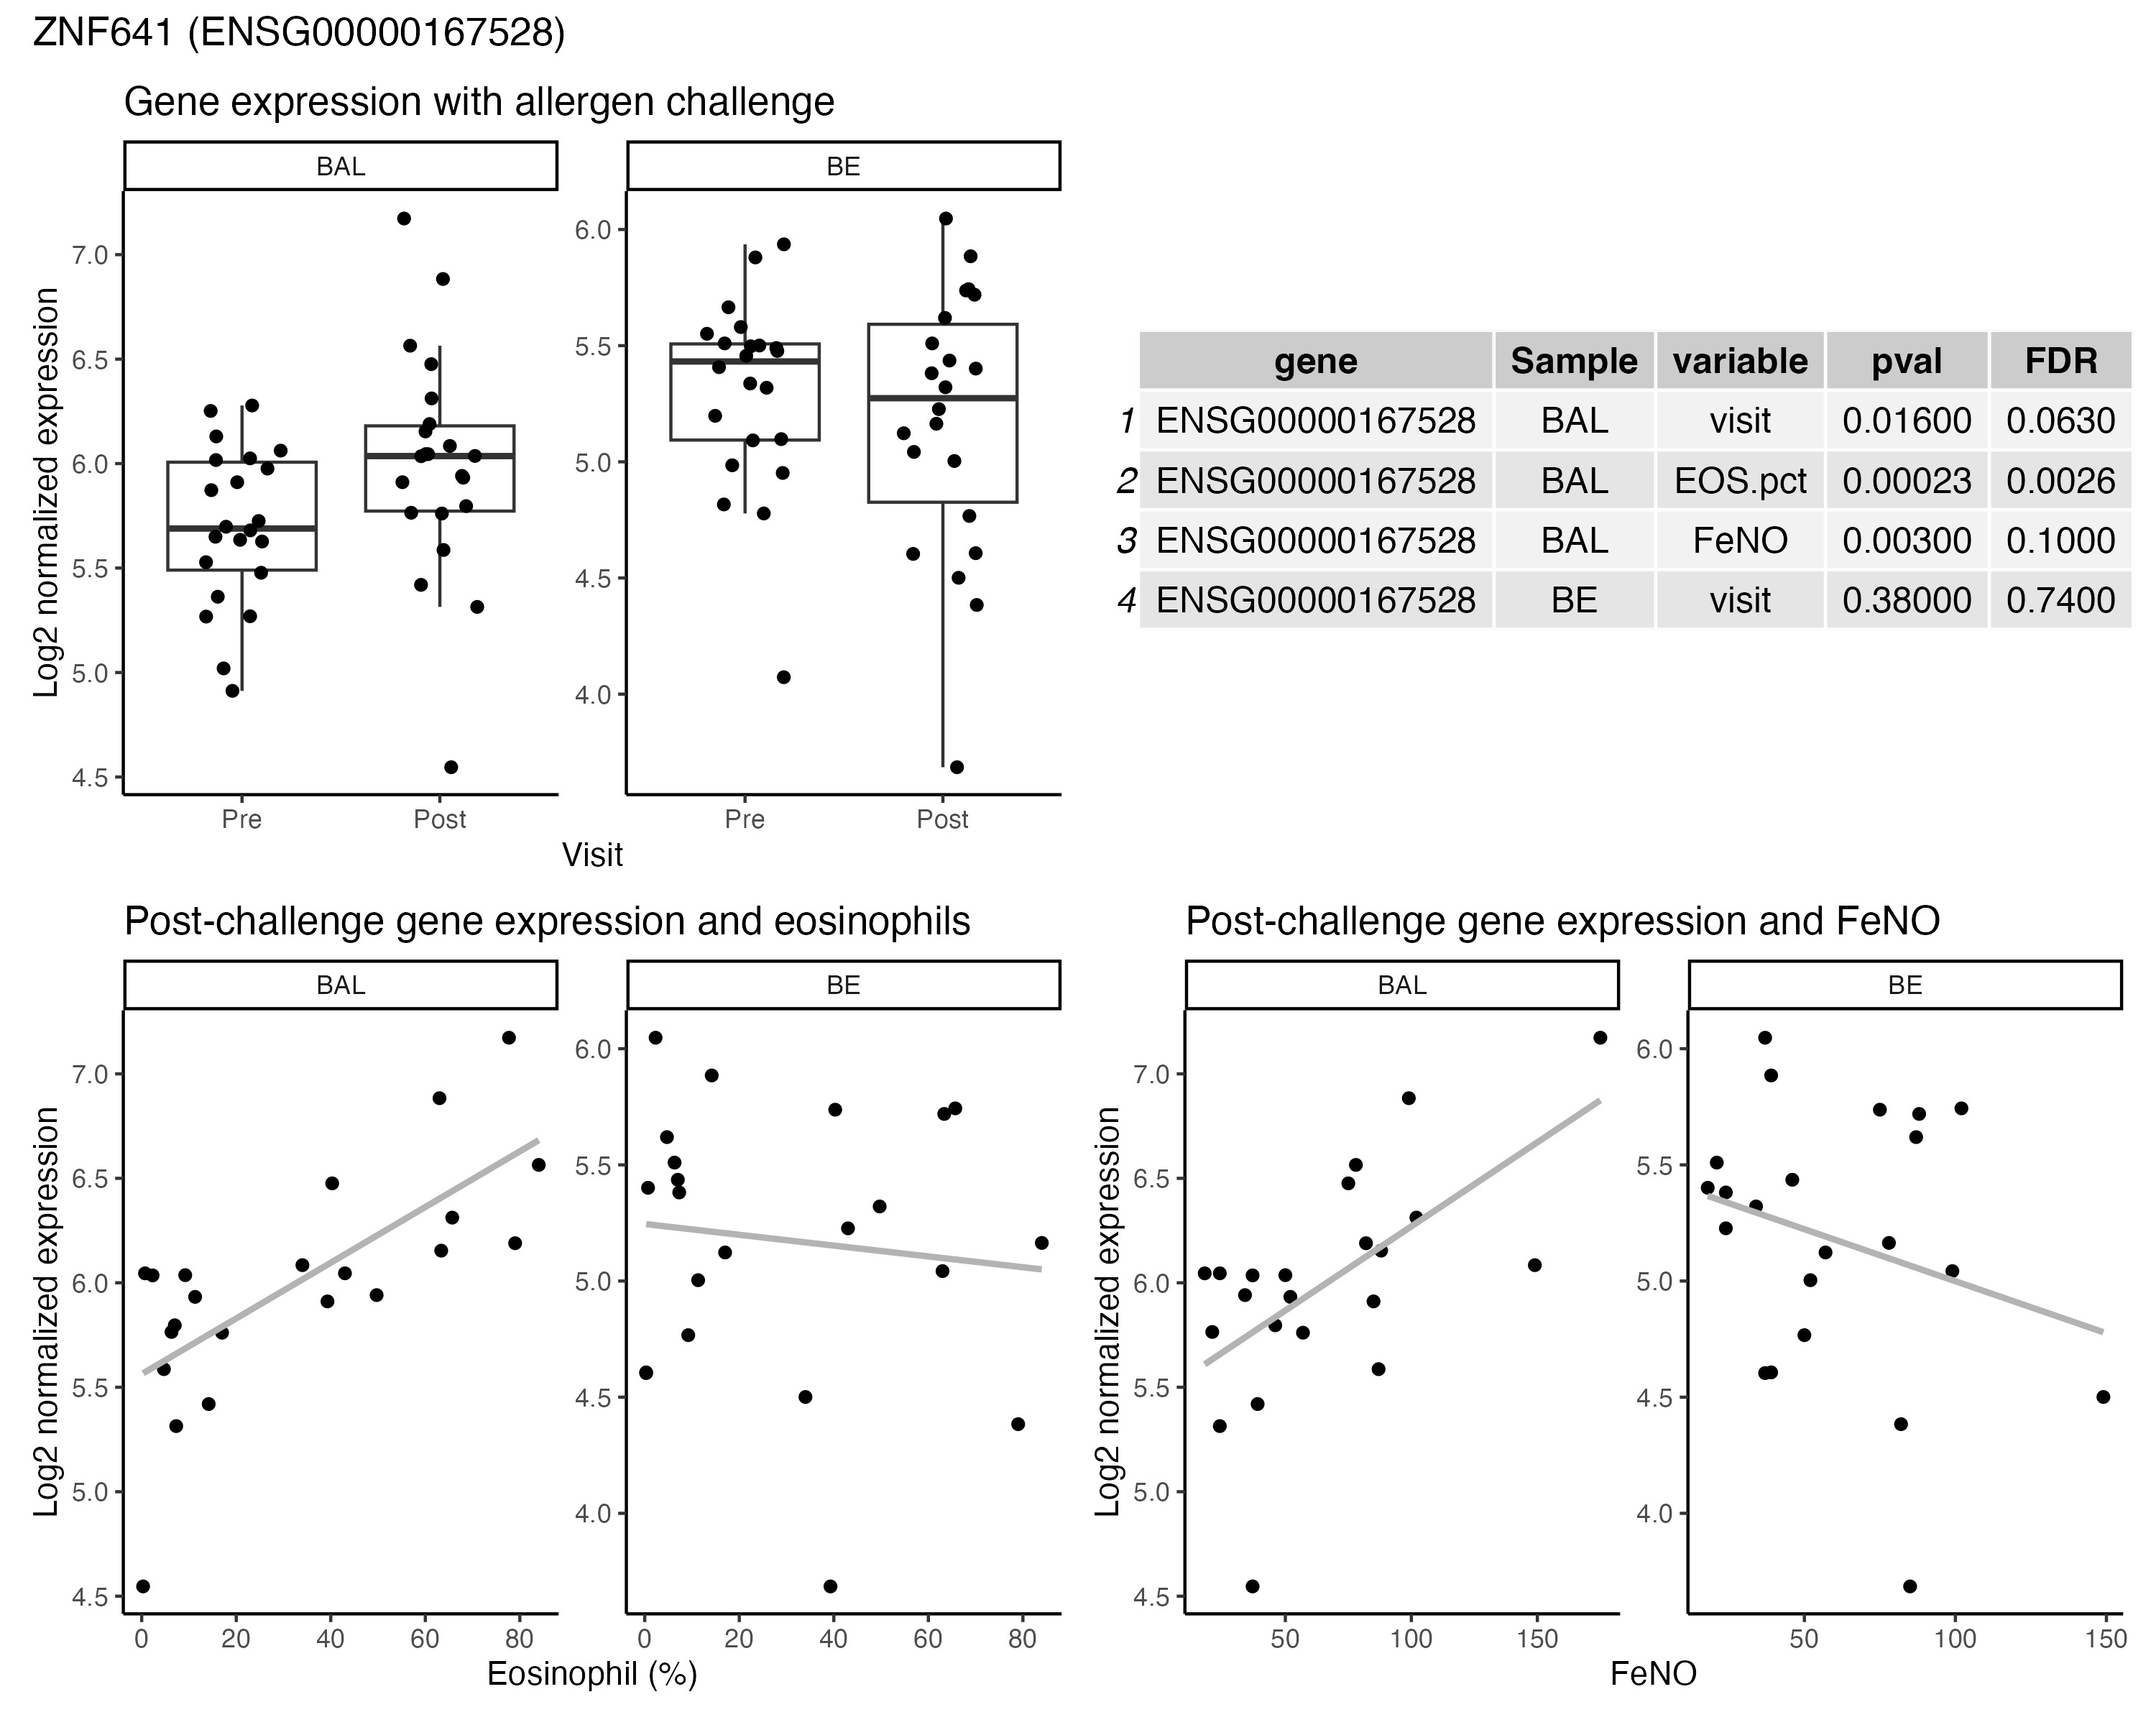 ZNF641 (ENSG00000167528)
Gene expression with allergen challenge
BAL
BE
Log2 normalized expression
7.0
6.5
6.0
5.5
5.0
4.5
6.0
5.5
5.0
4.5
4.0
Pre
Post
Pre
Post
Visit
gene Sample variable pval FDR
1 ENSG00000167528 BAL visit 0.01600 0.0630
2 ENSG00000167528 BAL EOS.pct 0.00023 0.0026
3 ENSG00000167528 BAL FeNO 0.00300 0.1000
4 ENSG00000167528 BE visit 0.38000 0.7400
Post-challenge gene expression and eosinophils
BAL
BE
Log2 normalized expression
7.0
6.5
6.0
5.5
5.0
4.5
6.0
5.5
5.0
4.5
4.0
0 20 40 60 80
0 20 40 60 80
Eosinophil (%)
Post-challenge gene expression and FeNO
BAL
BE
Log2 normalized expression
7.0
6.5
6.0
5.5
5.0
4.5
6.0
5.5
5.0
4.5
4.0
50 100 150
50 100 150
FeNO